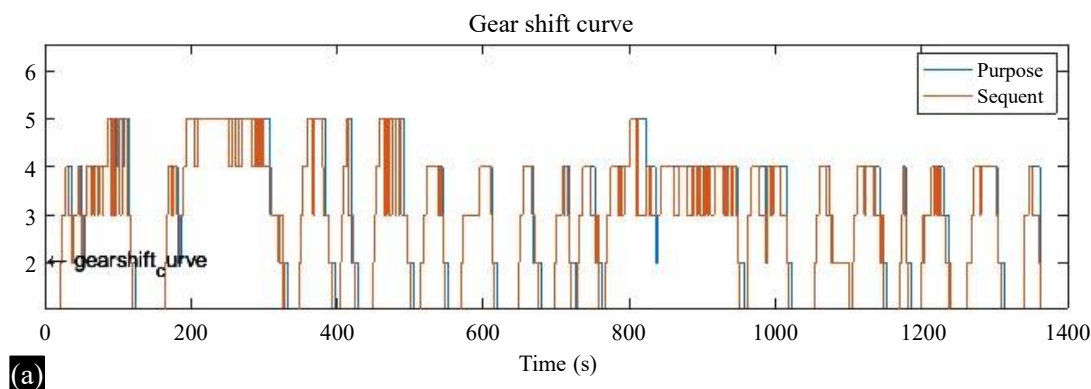 Gear shift curve
6
5
4
3
2
Purpose
Sequent
← gearshift_curve
0 200 400 600 800 1000 1200 1400
Time (s)
(a)